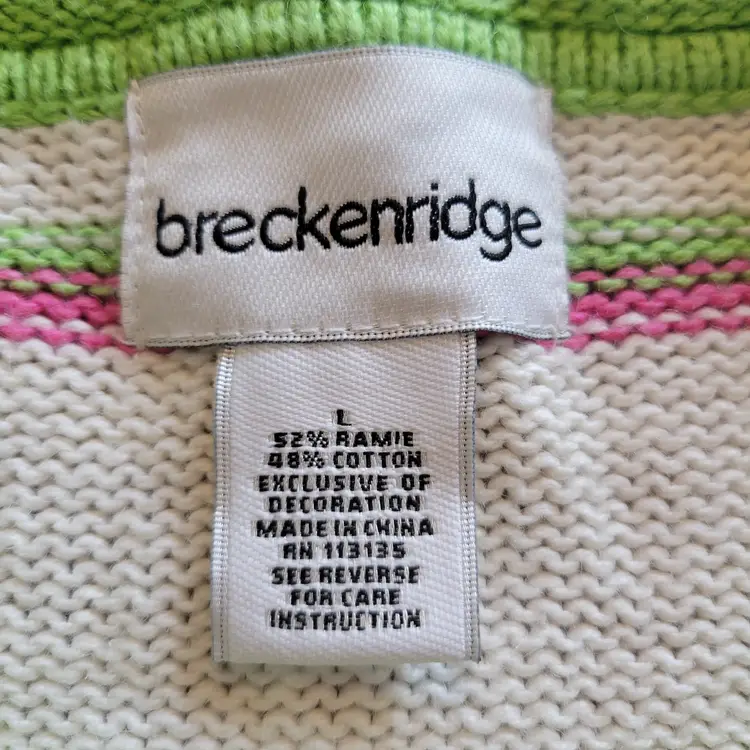 breckenridge
L
52% RAMIE
48% COTTON
EXCLUSIVE OF
DECORATION
MADE IN CHINA
RN 113135
SEE REVERSE
FOR CARE
INSTRUCTION